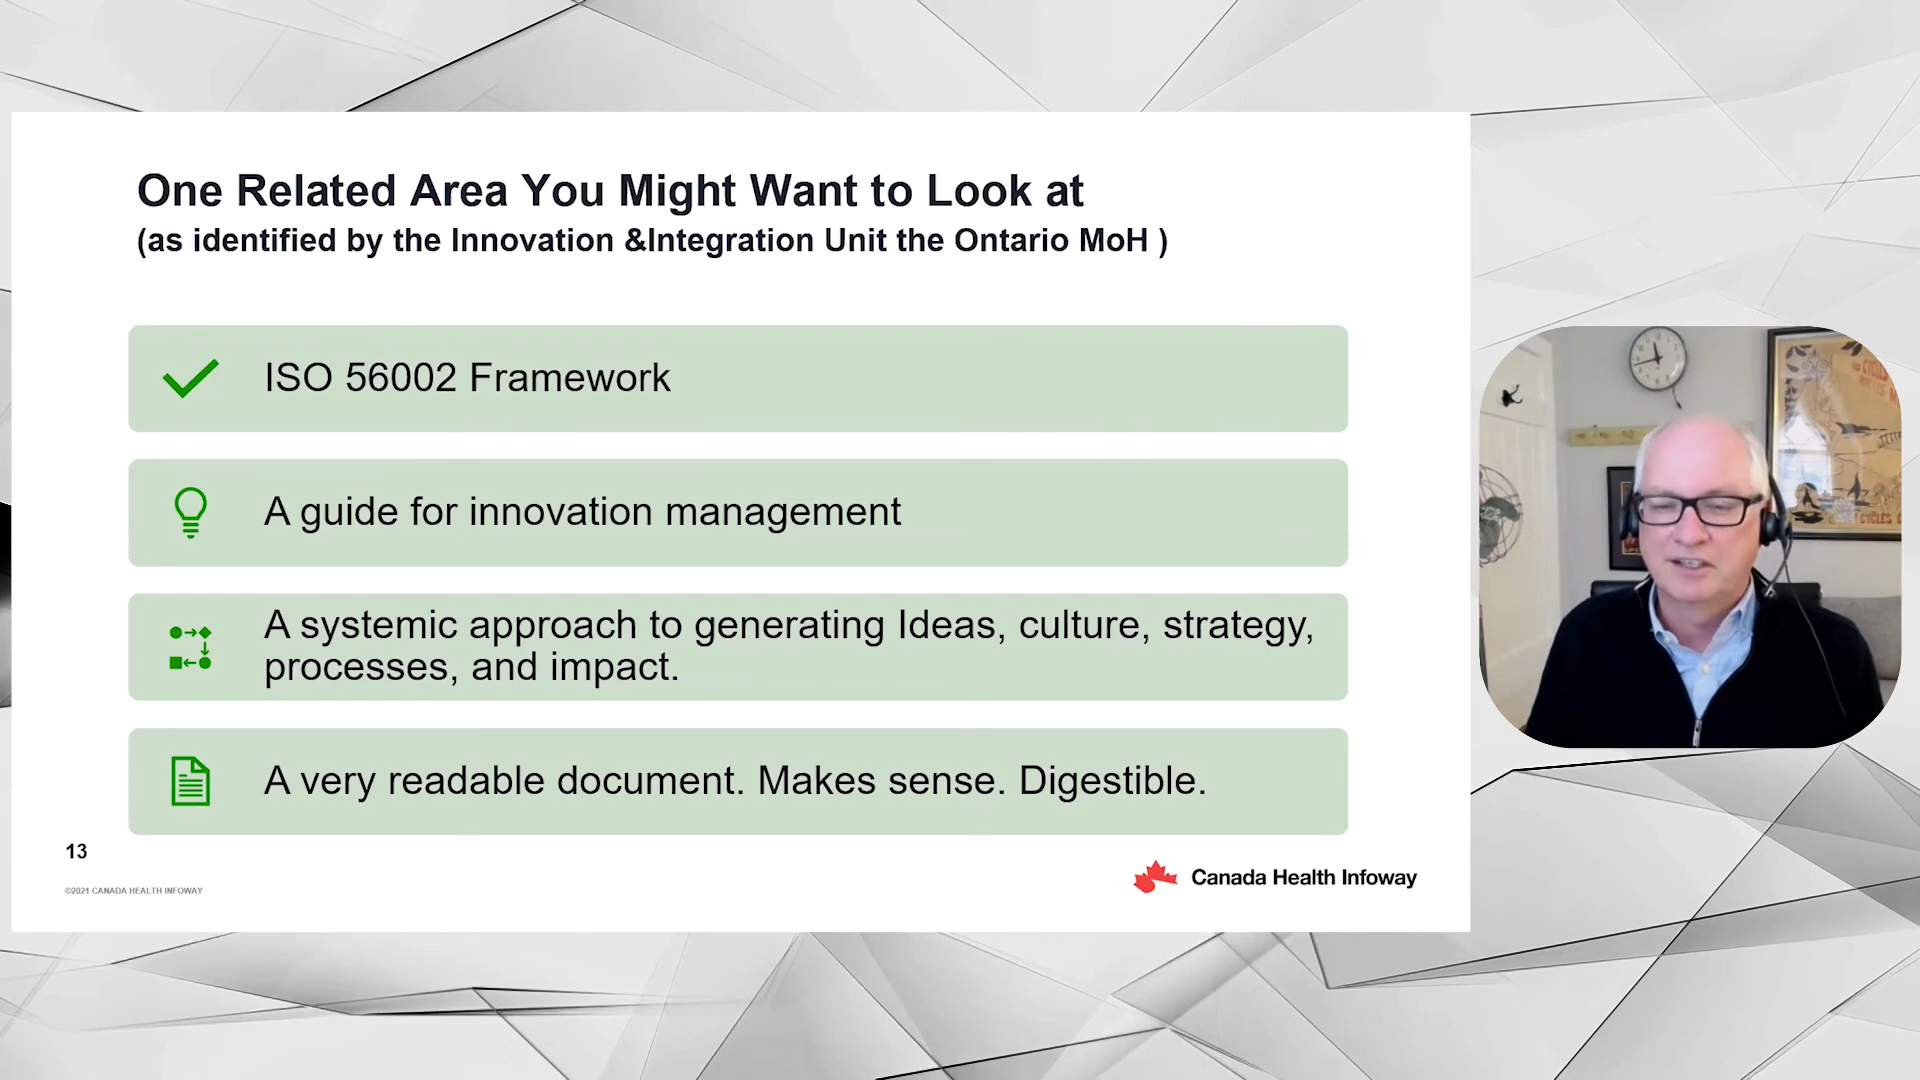 One Related Area You Might Want to Look at
(as identified by the Innovation &Integration Unit the Ontario MoH )
ISO 56002 Framework
A guide for innovation management
A systemic approach to generating Ideas, culture, strategy,
processes, and impact.
A very readable document. Makes sense. Digestible.
13
©2021 CANADA HEALTH INFOWAY
Canada Health Infoway